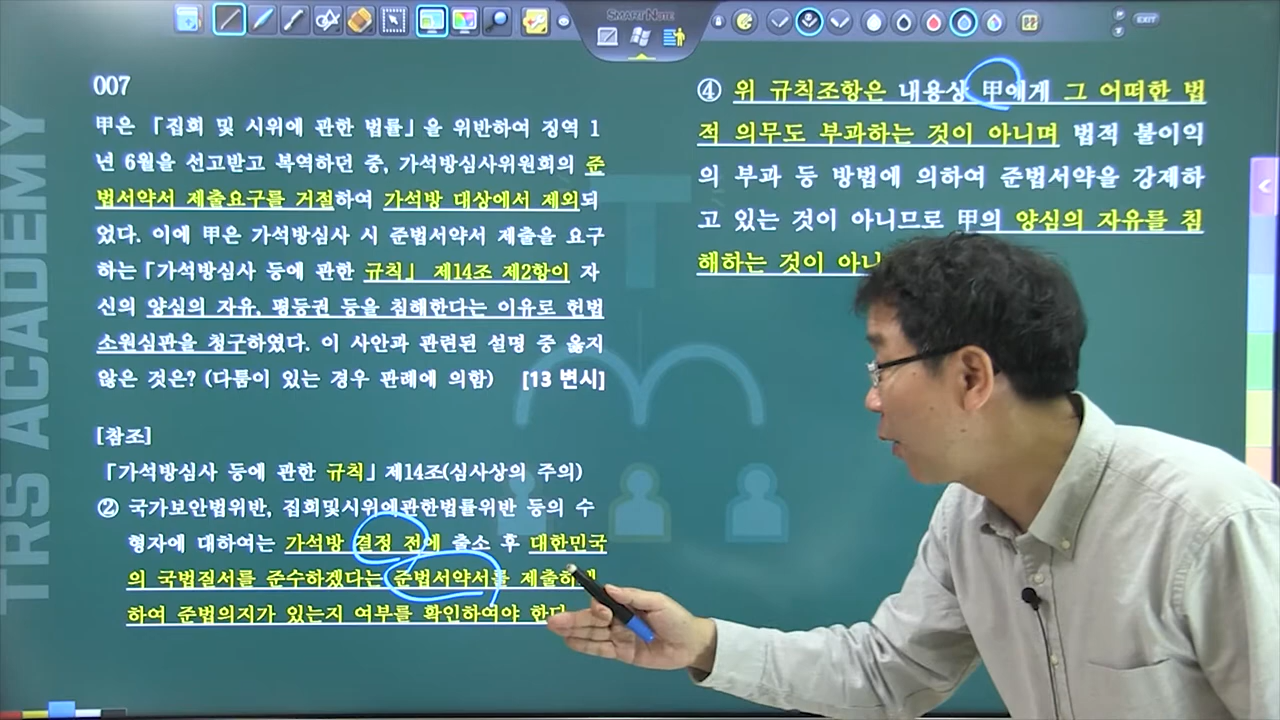 SMART NOTE
EXIT
TRS ACADEMY
007
甲은 「집회 및 시위에 관한 법률」을 위반하여 징역 1
년 6월을 선고받고 복역하던 중, 가석방심사위원회의 준
법서약서 제출요구를 거절하여 가석방 대상에서 제외되
었다. 이에 甲은 가석방심사 시 준법서약서 제출을 요구
하는「가석방심사 등에 관한 규칙」 제14조 제2항이 자
신의 양심의 자유, 평등권 등을 침해한다는 이유로 헌법
소원심판을 청구하였다. 이 사안과 관련된 설명 중 옳지
않은 것은? (다툼이 있는 경우 판례에 의함) [13 변시]
[참조]
「가석방심사 등에 관한 규칙」제14조(심사상의 주의)
② 국가보안법위반, 집회및시위에관한법률위반 등의 수
형자에 대하여는 가석방 결정 전에 출소 후 대한민국
의 국법질서를 준수하겠다는 준법서약서를 제출하게
하여 준법의지가 있는지 여부를 확인하여야 한다
④ 위 규칙조항은 내용상 甲에게 그 어떠한 법
적 의무도 부과하는 것이 아니며 법적 불이익
의 부과 등 방법에 의하여 준법서약을 강제하
고 있는 것이 아니므로 甲의 양심의 자유를 침
해하는 것이